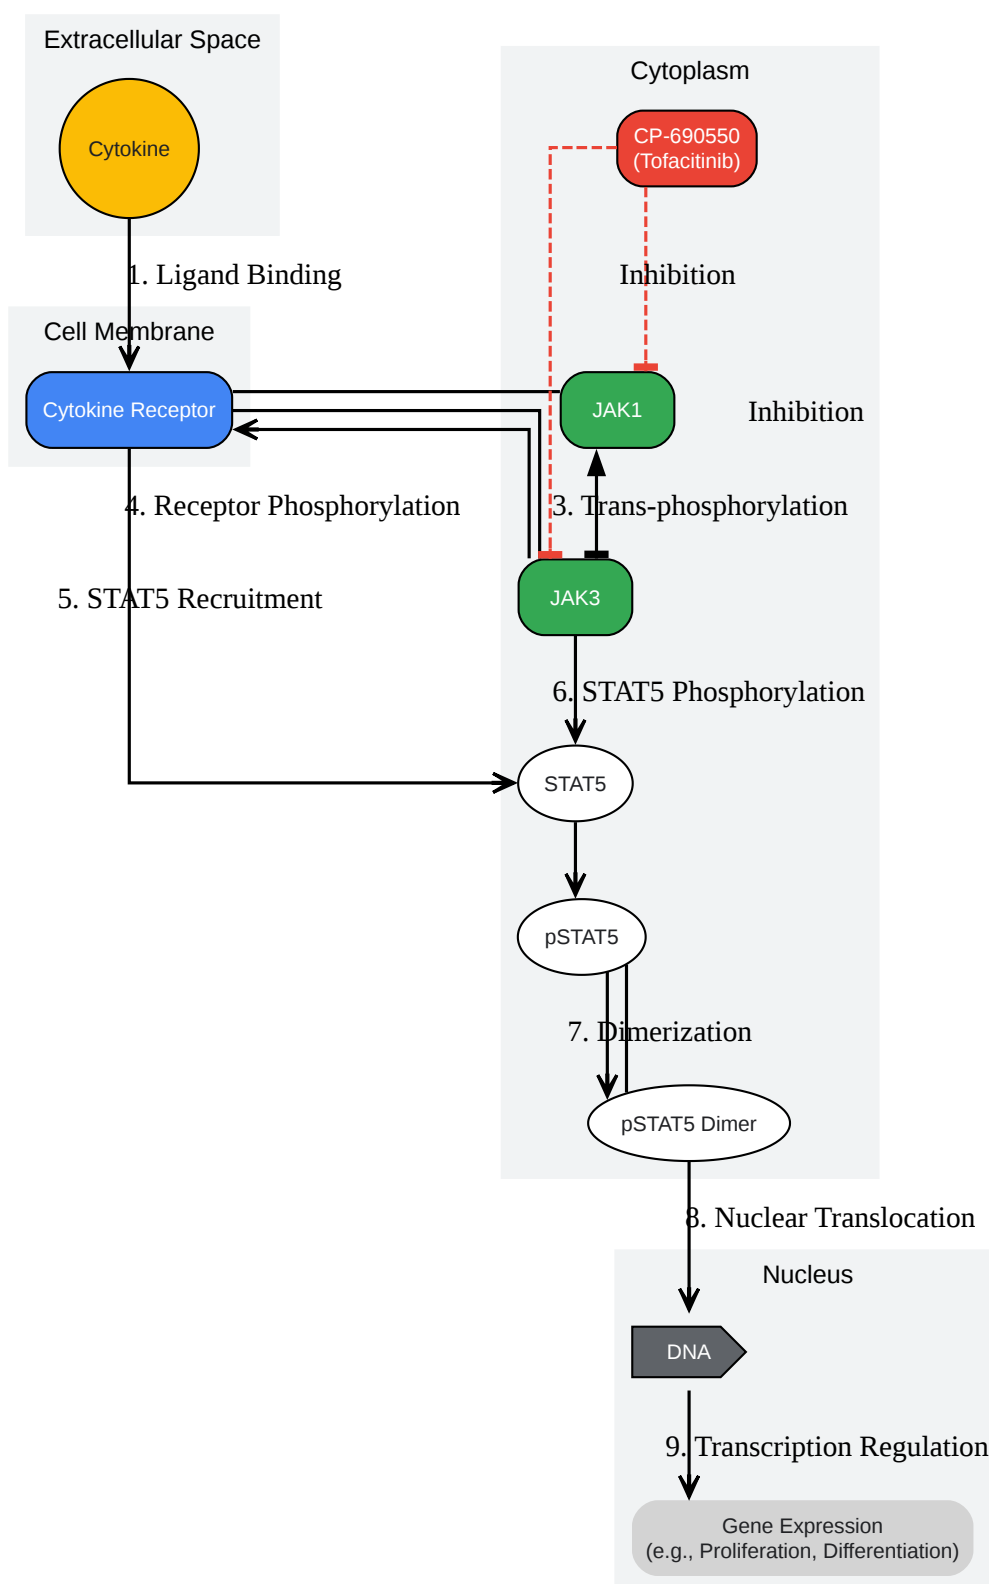 Extracellular Space
Cytokine
1. Ligand Binding
Cell Membrane
Cytokine Receptor
Cytoplasm
CP-690550
(Tofacitinib)
Inhibition
JAK1
Inhibition
4. Receptor Phosphorylation
3. Trans-phosphorylation
5. STAT5 Recruitment
JAK3
6. STAT5 Phosphorylation
STAT5
pSTAT5
7. Dimerization
pSTAT5 Dimer
8. Nuclear Translocation
Nucleus
DNA
9. Transcription Regulation
Gene Expression
(e.g., Proliferation, Differentiation)